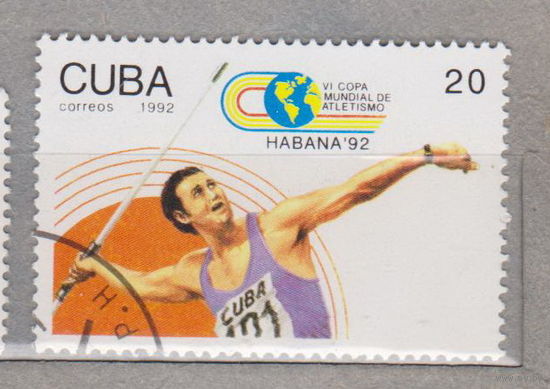 CUBA
correos 1992
VI COPA
MUNDIAL DE
ATLETISMO
HABANA'92
20
CUBA
101
P.H